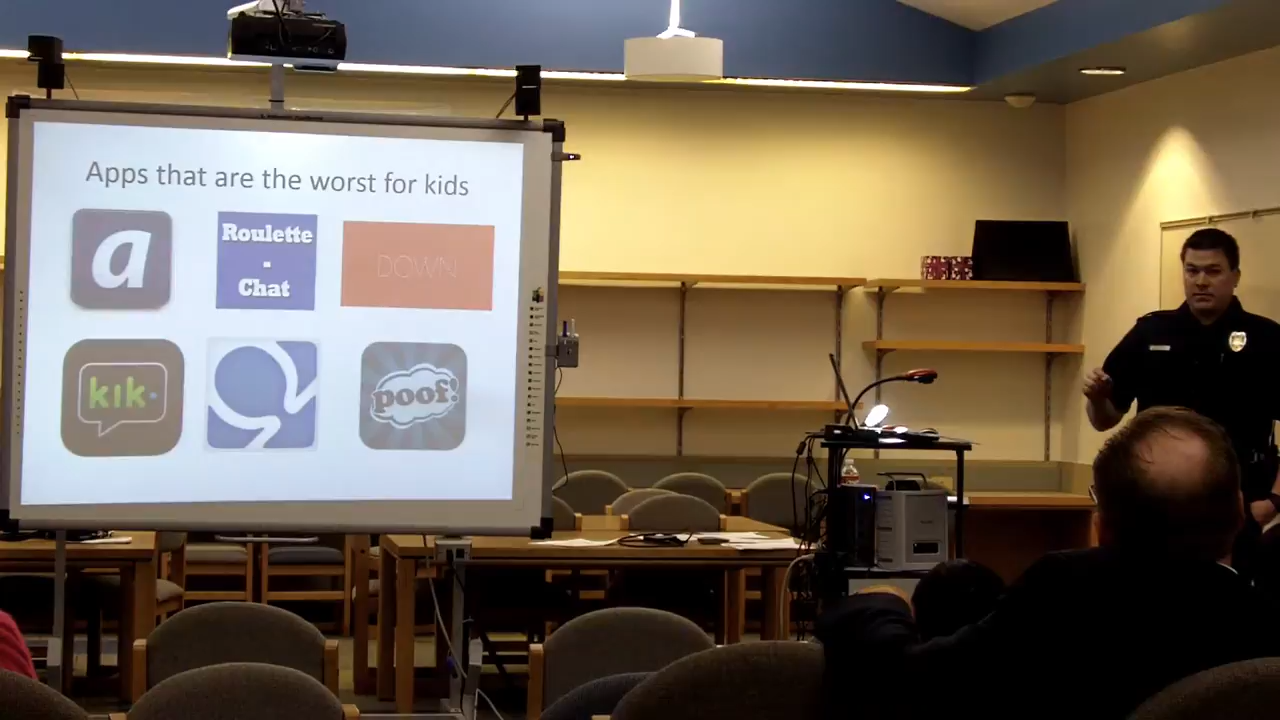 Apps that are the worst for kids
a
Roulette
-
Chat
DOWN
kik.
poof!